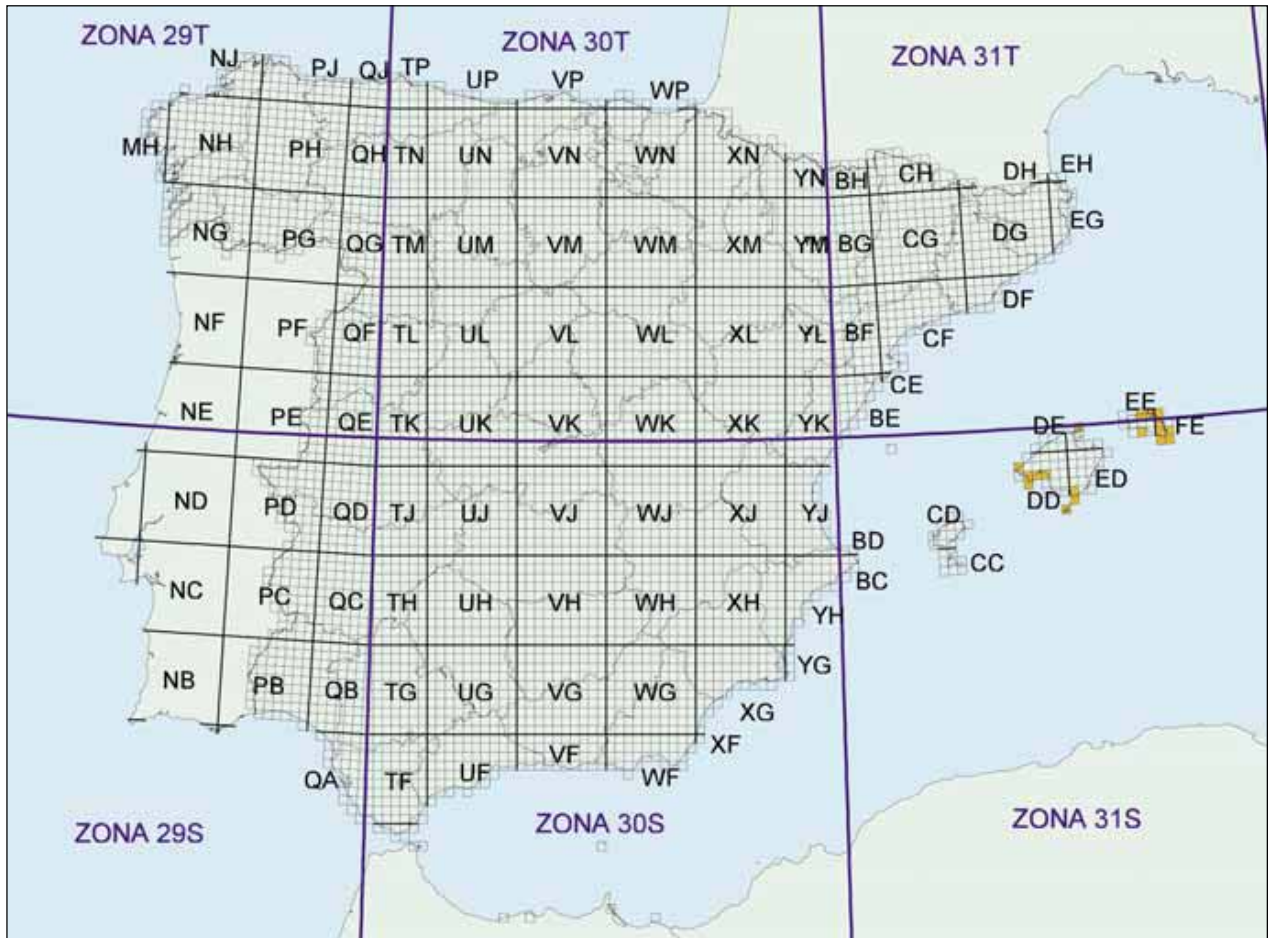 ZONA 29T ZONA 30T ZONA 31T
NJ PJ QJ TP UP VP WP
MH NH PH QH TN UN VN WN XN YN BH CH DH EH
NG PG QG TM UM VM WM XM YM BG CG DG EG
NF PF QF TL UL VL WL XL YL BF CF DF
NE PE QE TK UK VK WK XK YK BE CE DE EE FE
ND PD QD TJ UJ VJ WJ XJ YJ BD CD DD ED
NC PC QC TH UH VH WH XH YH BC CC
NB PB QB TG UG VG WG XG YG
QA TF UF VF WF XF
ZONA 29S ZONA 30S ZONA 31S